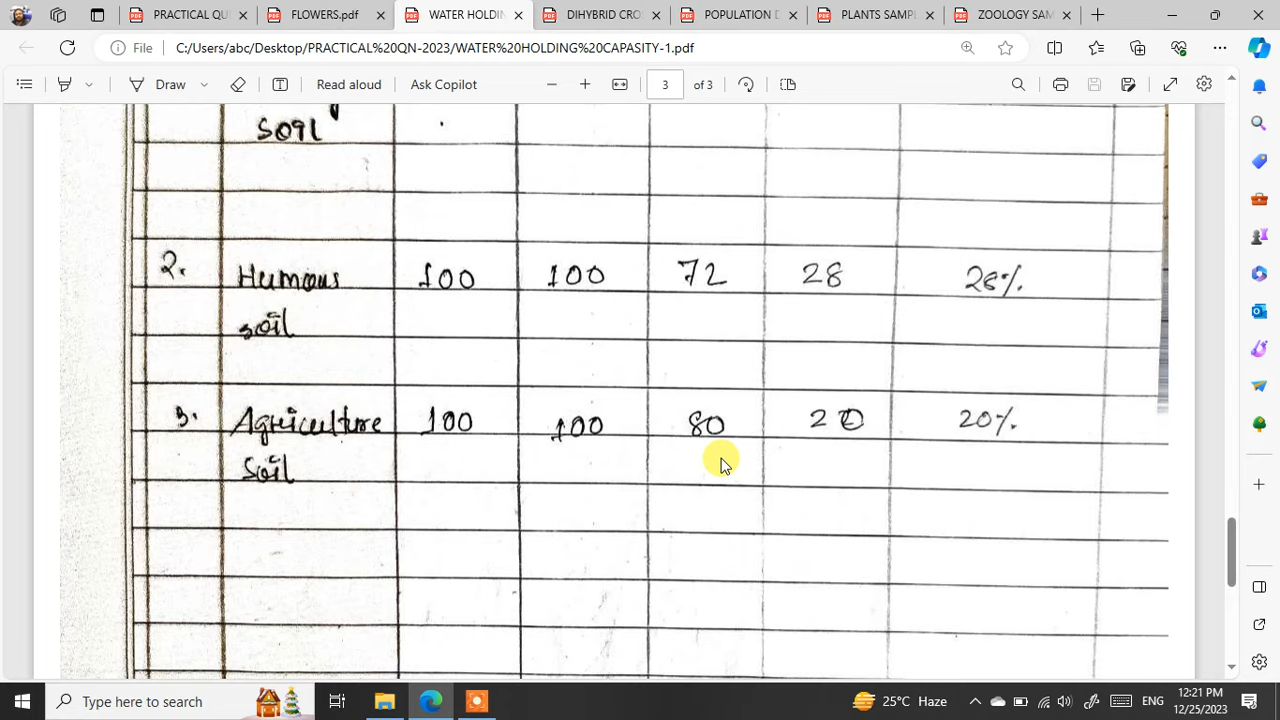 PRACTICAL QU
FLOWERS.pdf
WATER HOLDIN
DIHYBRID CRO
POPULATION D
PLANTS SAMPL
ZOOLOGY SAM
File
C:/Users/abc/Desktop/PRACTICAL%20QN-2023/WATER%20HOLDING%20CAPASITY-1.pdf
Draw
Read aloud
Ask Copilot
3
of 3
soil
2. Humous 100 100 72 28 28%
soil
3. Agriculture 100 100 80 20 20%
soil
Type here to search
25°C Haze
ENG
12:21 PM
12/25/2023